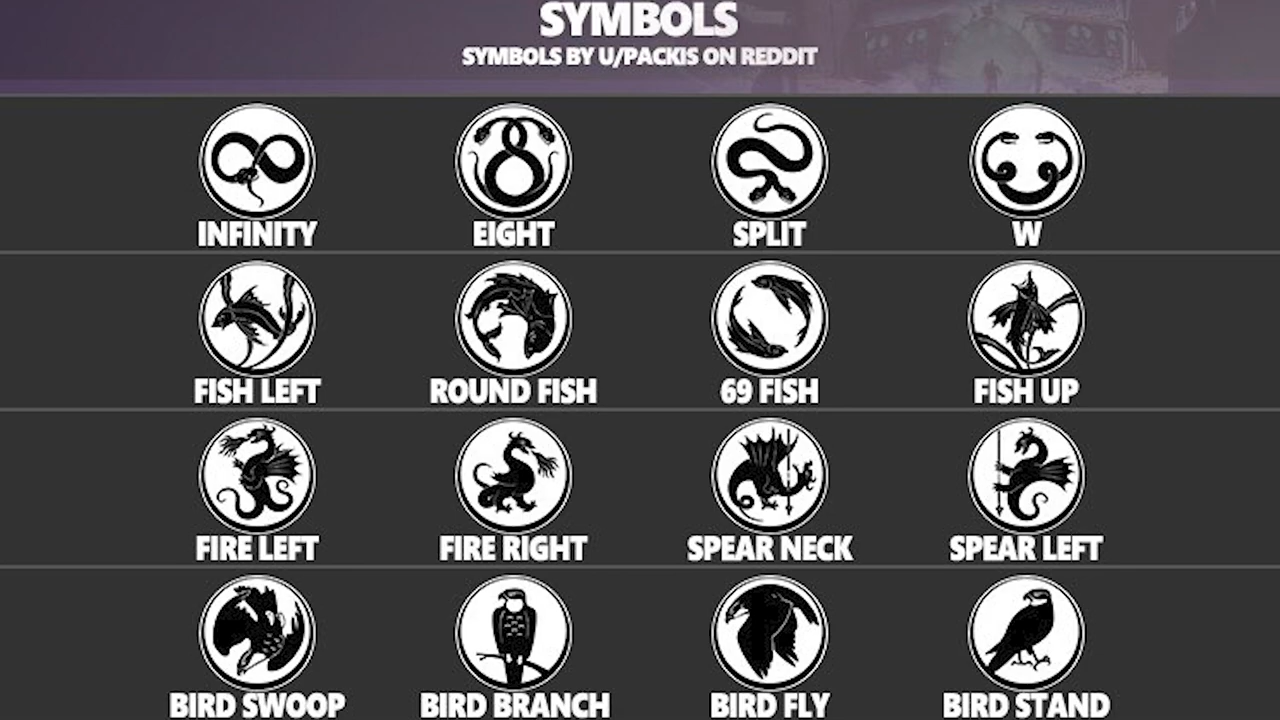 SYMBOLS
SYMBOLS BY U/PACKIS ON REDDIT
INFINITY EIGHT SPLIT W
FISH LEFT ROUND FISH 69 FISH FISH UP
FIRE LEFT FIRE RIGHT SPEAR NECK SPEAR LEFT
BIRD SWOOP BIRD BRANCH BIRD FLY BIRD STAND